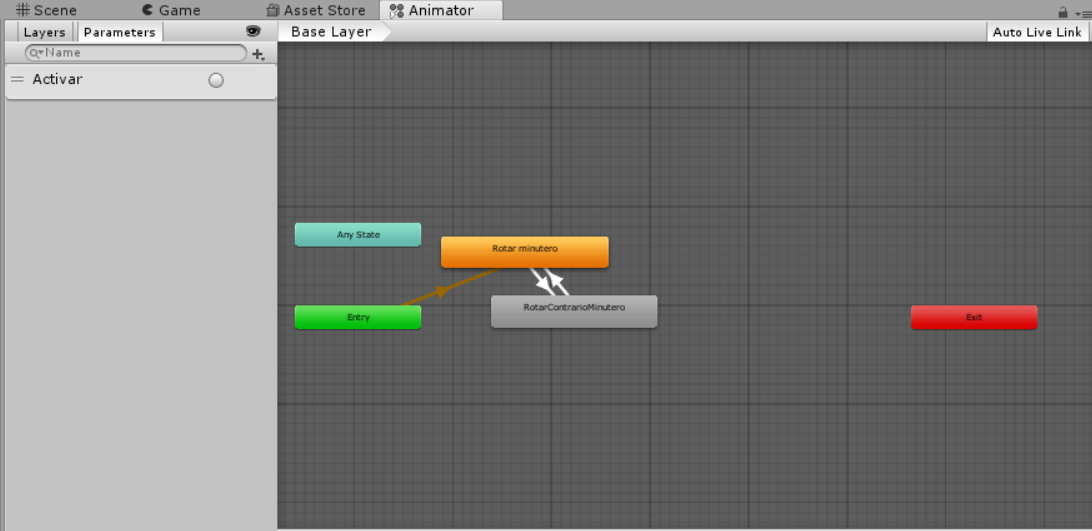 Scene Game Asset Store Animator
Layers Parameters Base Layer Auto Live Link
Name
Activar
Any State
Rotar minutero
RotarContrarioMinutero
Entry
Exit